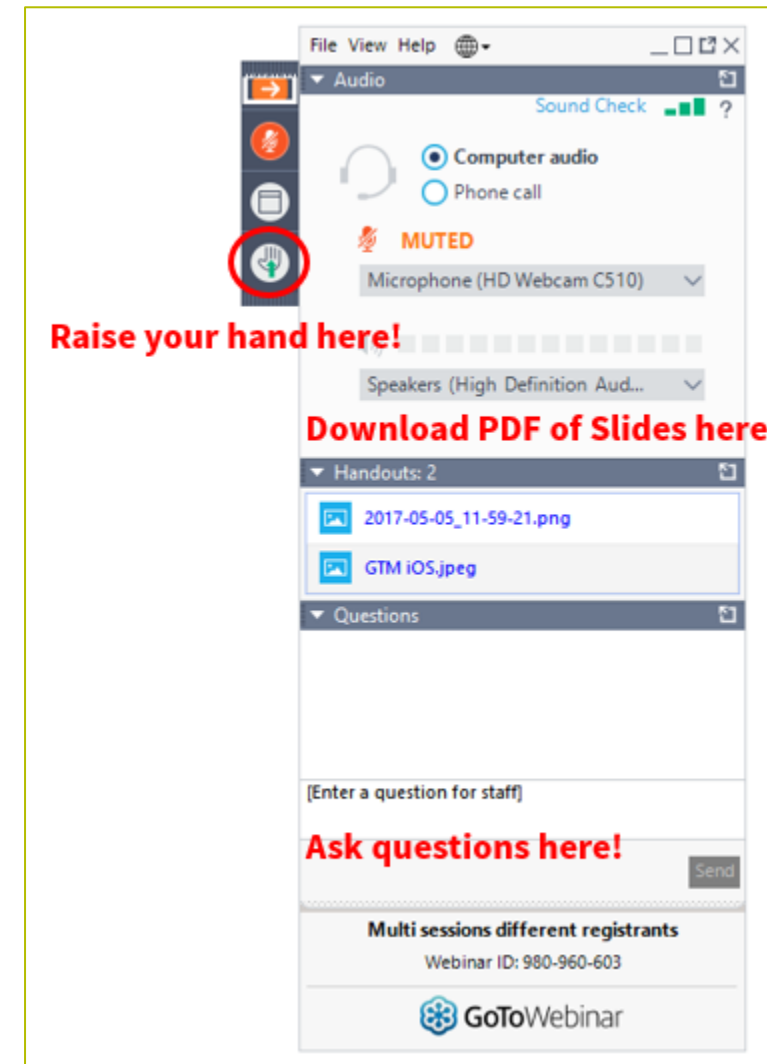 File View Help
Audio
Sound Check ?
Computer audio
Phone call
MUTED
Microphone (HD Webcam C510)
Raise your hand here!
Speakers (High Definition Aud...
Download PDF of Slides here
Handouts: 2
2017-05-05_11-59-21.png
GTM iOS.jpeg
Questions
[Enter a question for staff]
Ask questions here!
Send
Multi sessions different registrants
Webinar ID: 980-960-603
GoToWebinar